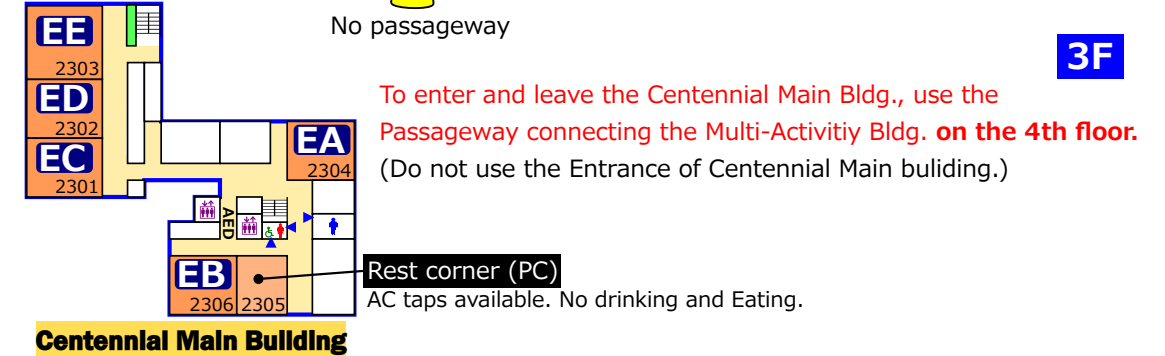 No passageway
3F
EE
2303
ED
2302
EC
2301
EA
2304
To enter and leave the Centennial Main Bldg., use the
Passageway connecting the Multi-Activitiy Bldg. on the 4th floor.
(Do not use the Entrance of Centennial Main buliding.)
AED
EB
2306
2305
Rest corner (PC)
AC taps available. No drinking and Eating.
Centennial Main Building